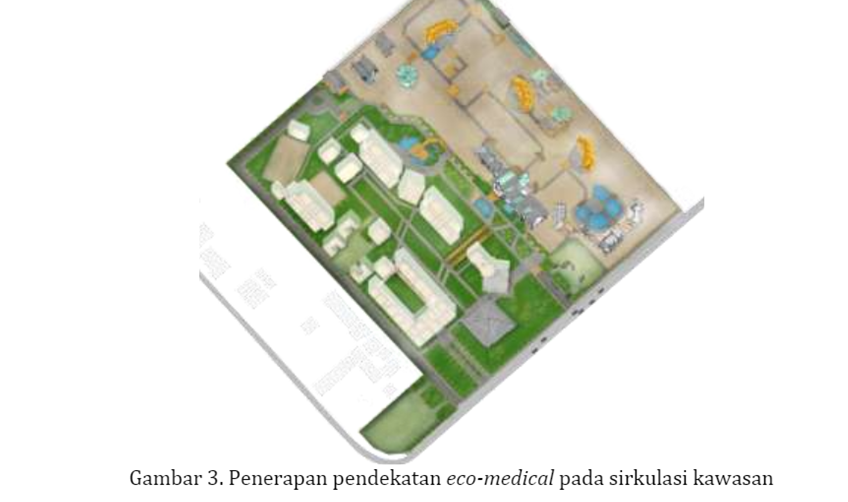 Gambar 3. Penerapan pendekatan eco-medical pada sirkulasi kawasan